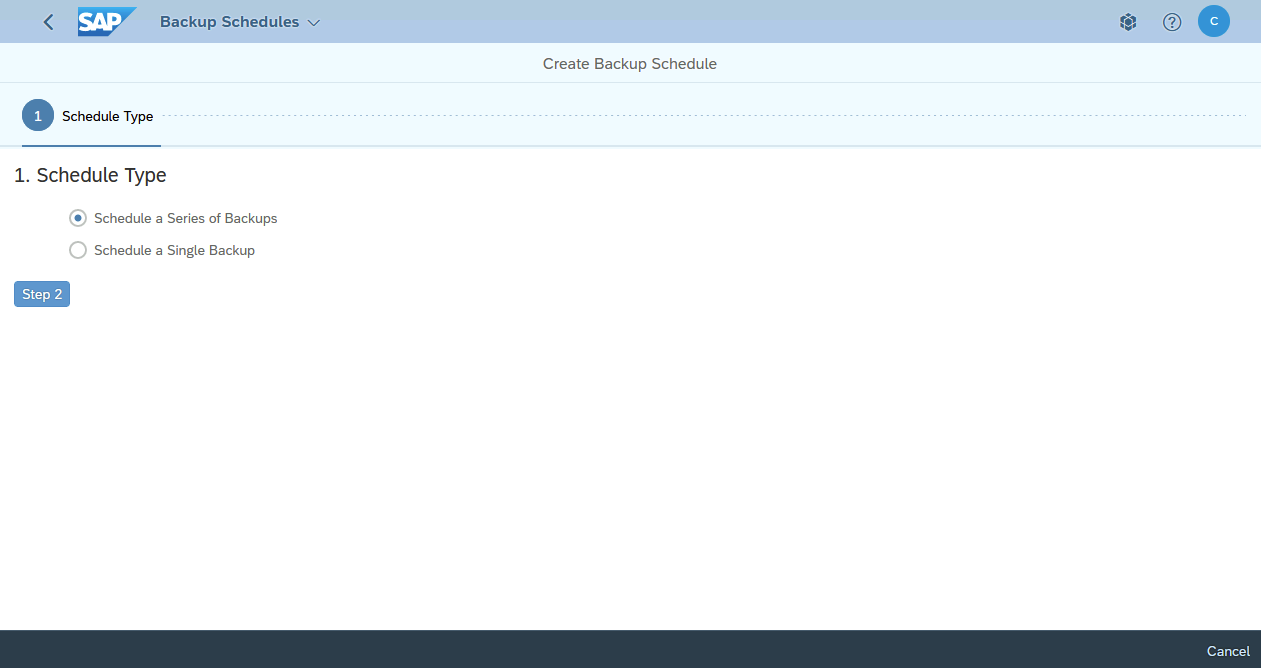 SAP Backup Schedules ? C
Create Backup Schedule
1 Schedule Type
1. Schedule Type
Schedule a Series of Backups
Schedule a Single Backup
Step 2
Cancel